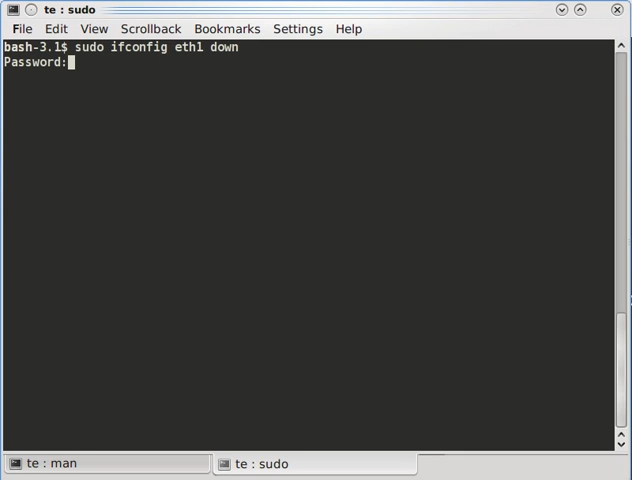 te : sudo
File Edit View Scrollback Bookmarks Settings Help
bash-3.1$ sudo ifconfig eth1 down
Password:
te : man te : sudo